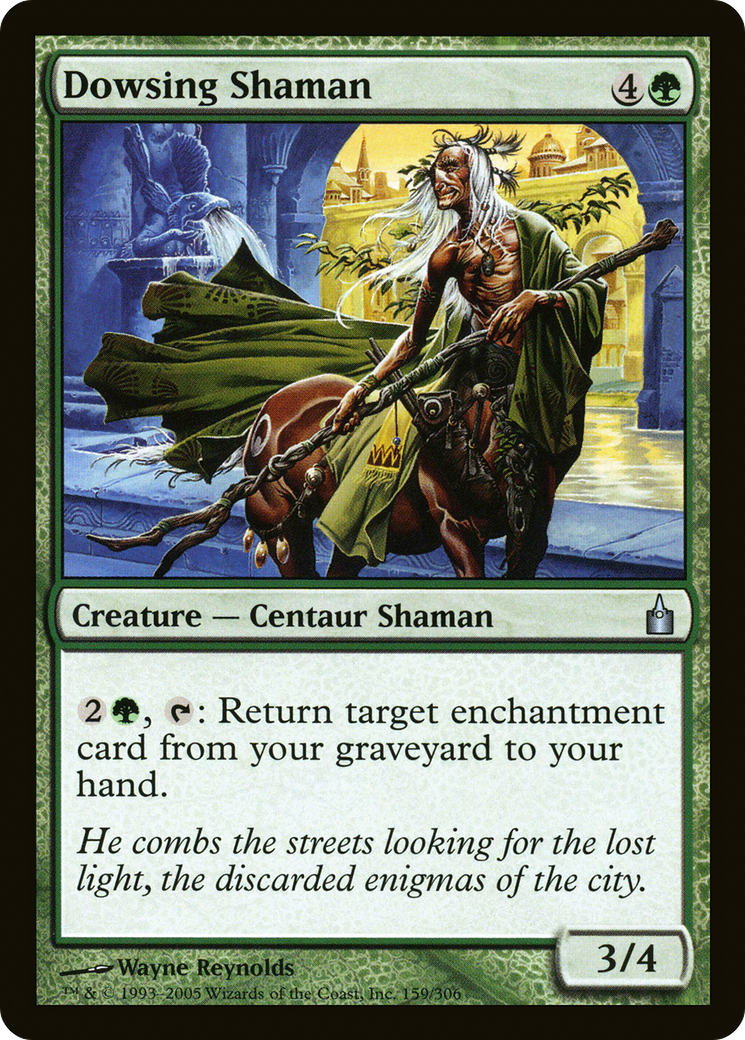 Dowsing Shaman 4
Creature — Centaur Shaman
2, : Return target enchantment
card from your graveyard to your
hand.
He combs the streets looking for the lost
light, the discarded enigmas of the city.
3/4
Wayne Reynolds
™ & © 1993–2005 Wizards of the Coast, Inc. 159/306